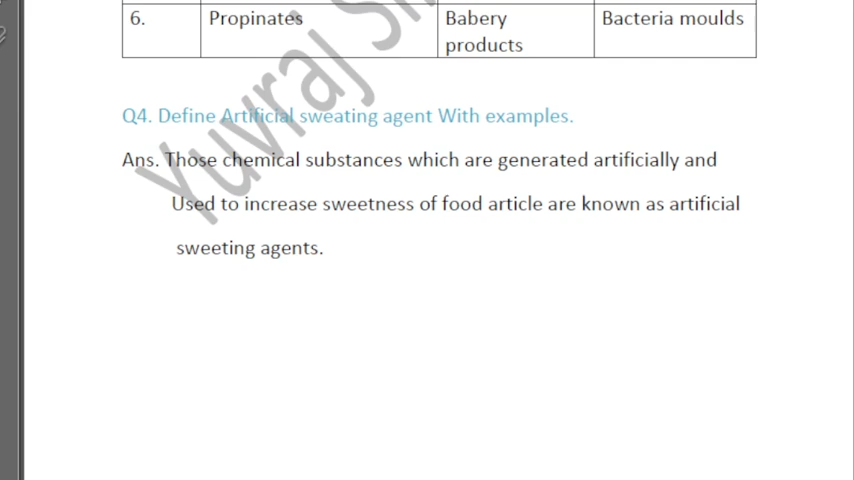 6. Propinates Babery Bacteria moulds
products
Q4. Define Artificial sweating agent With examples.
Ans. Those chemical substances which are generated artificially and
Used to increase sweetness of food article are known as artificial
sweeting agents.
Yuvraj